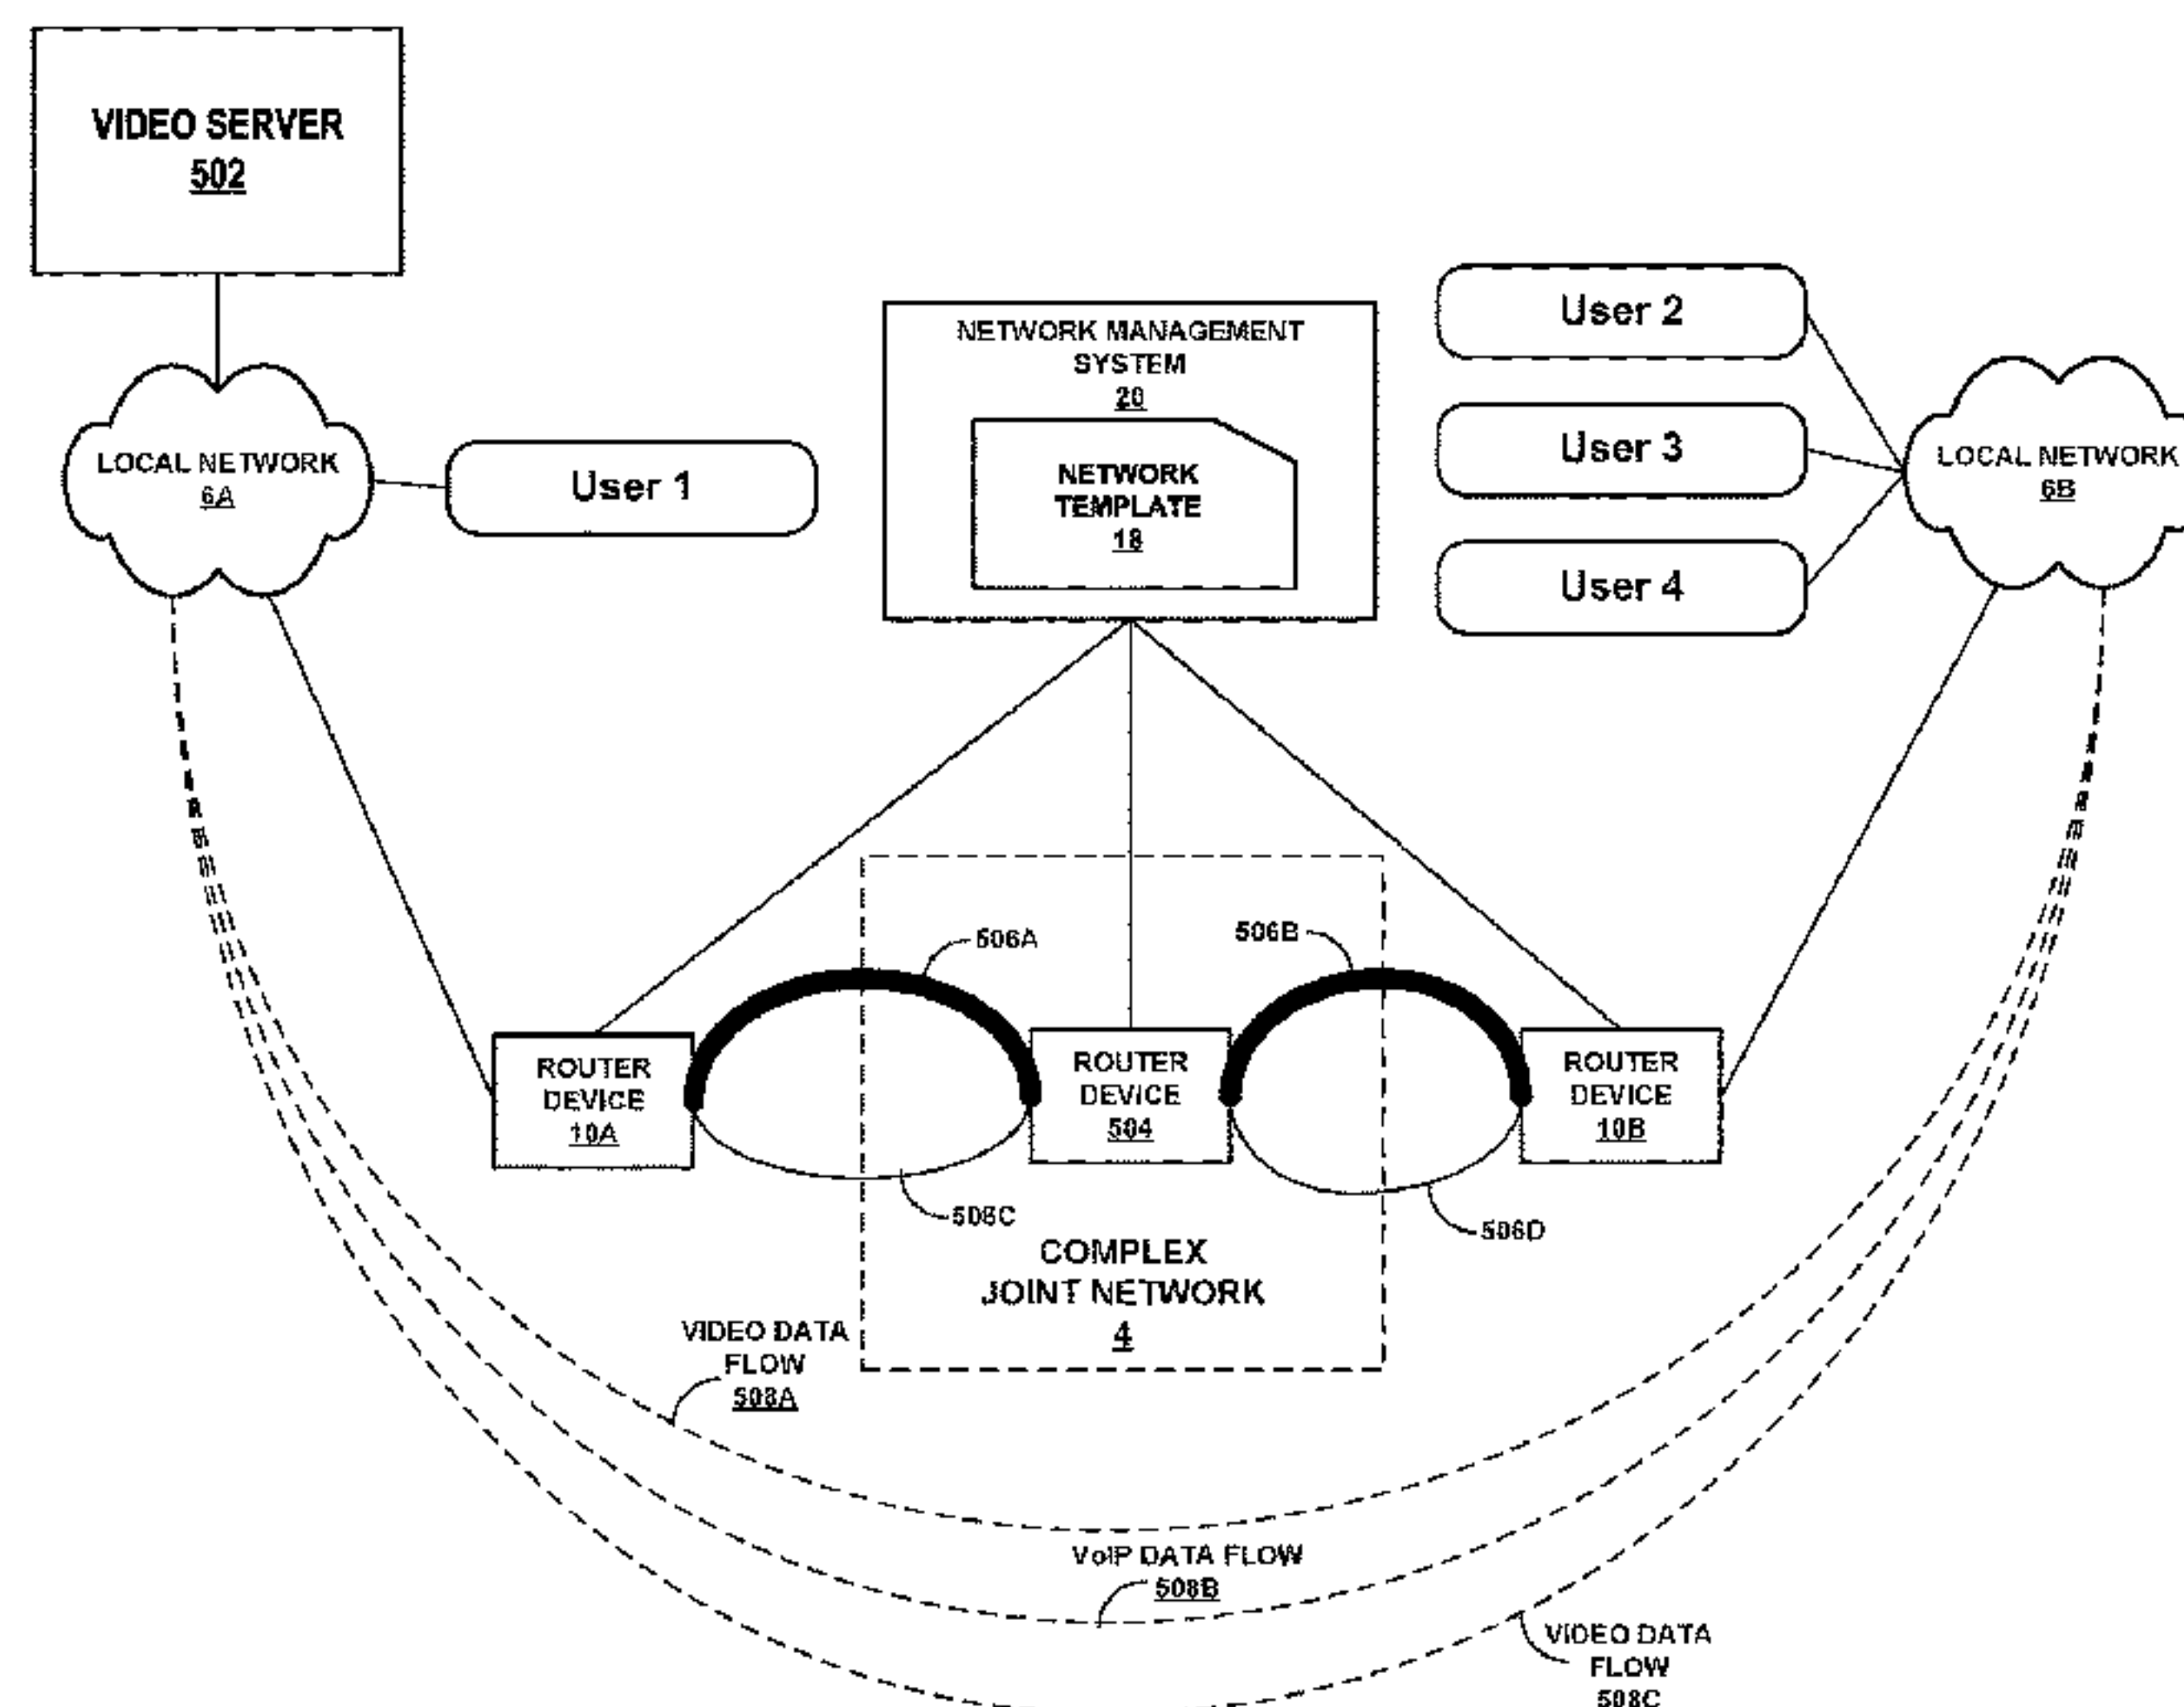 VIDEO SERVER
502
User 2
NETWORK MANAGEMENT
SYSTEM
20
User 3
LOCAL NETWORK
6A
User 1
NETWORK
TEMPLATE
18
LOCAL NETWORK
6B
User 4
506A
506B
ROUTER
DEVICE
10A
ROUTER
DEVICE
504
ROUTER
DEVICE
10B
506C
506D
COMPLEX
JOINT NETWORK
4
VIDEO DATA
FLOW
508A
VoIP DATA FLOW
508B
VIDEO DATA
FLOW
508C